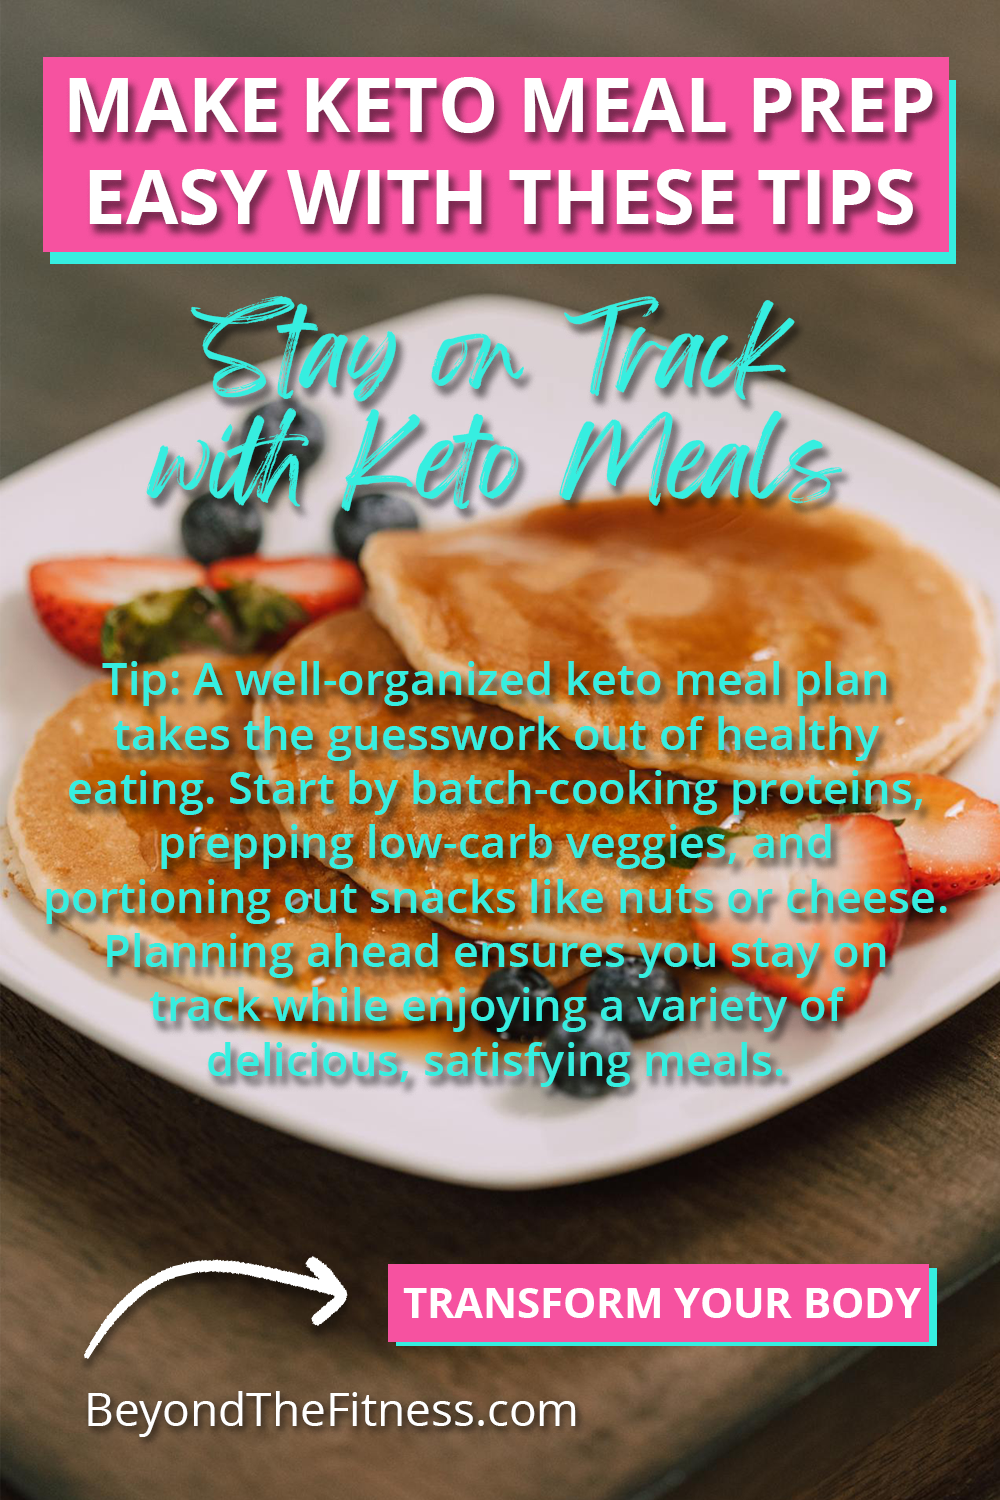 MAKE KETO MEAL PREP
EASY WITH THESE TIPS
Stay on Track
with Keto Meals
Tip: A well-organized keto meal plan
takes the guesswork out of healthy
eating. Start by batch-cooking proteins,
prepping low-carb veggies, and
portioning out snacks like nuts or cheese.
Planning ahead ensures you stay on
track while enjoying a variety of
delicious, satisfying meals.
TRANSFORM YOUR BODY
BeyondTheFitness.com